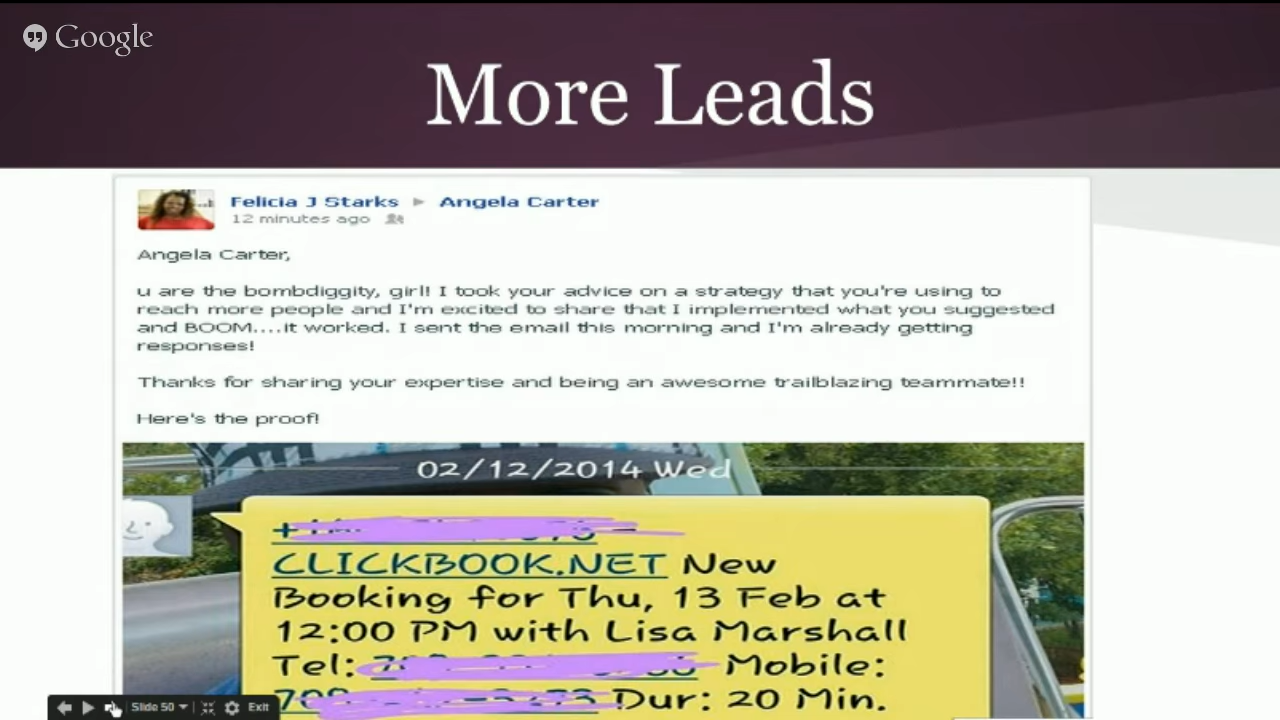 Google
More Leads
Felicia J Starks ▶ Angela Carter
12 minutes ago
Angela Carter,
u are the bombdiggity, girl! I took your advice on a strategy that you're using to
reach more people and I'm excited to share that I implemented what you suggested
and BOOM....it worked. I sent the email this morning and I'm already getting
responses!
Thanks for sharing your expertise and being an awesome trailblazing teammate!!
Here's the proof!
02/12/2014 Wed
CLICKBOOK.NET New
Booking for Thu, 13 Feb at
12:00 PM with Lisa Marshall
Tel: Mobile:
Dur: 20 Min.
Slide 50 Exit